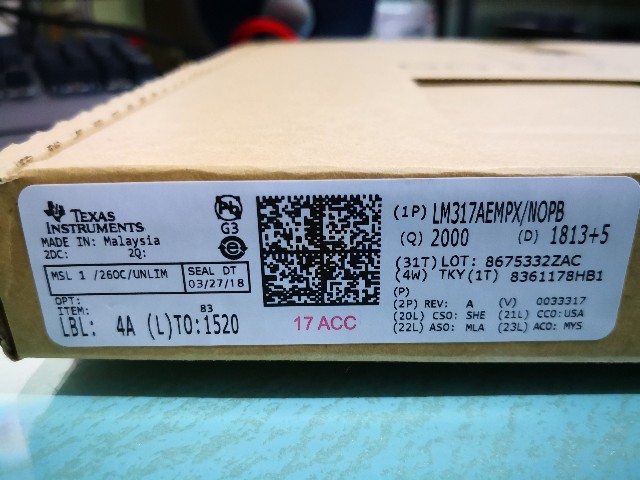 TEXAS
INSTRUMENTS
MADE IN: Malaysia
2DC: 2Q:
MSL 1 /260C/UNLIM
SEAL DT
03/27/18
OPT:
ITEM: 83
LBL: 4A (L)TO:1520
Pb
G3
e
17 ACC
(1P) LM317AEMPX/NOPB
(Q) 2000 (D) 1813+5
(31T) LOT: 8675332ZAC
(4W) TKY(1T) 8361178HB1
(P)
(2P) REV: A (V) 0033317
(20L) CSO: SHE (21L) CCO:USA
(22L) ASO: MLA (23L) ACO: MYS